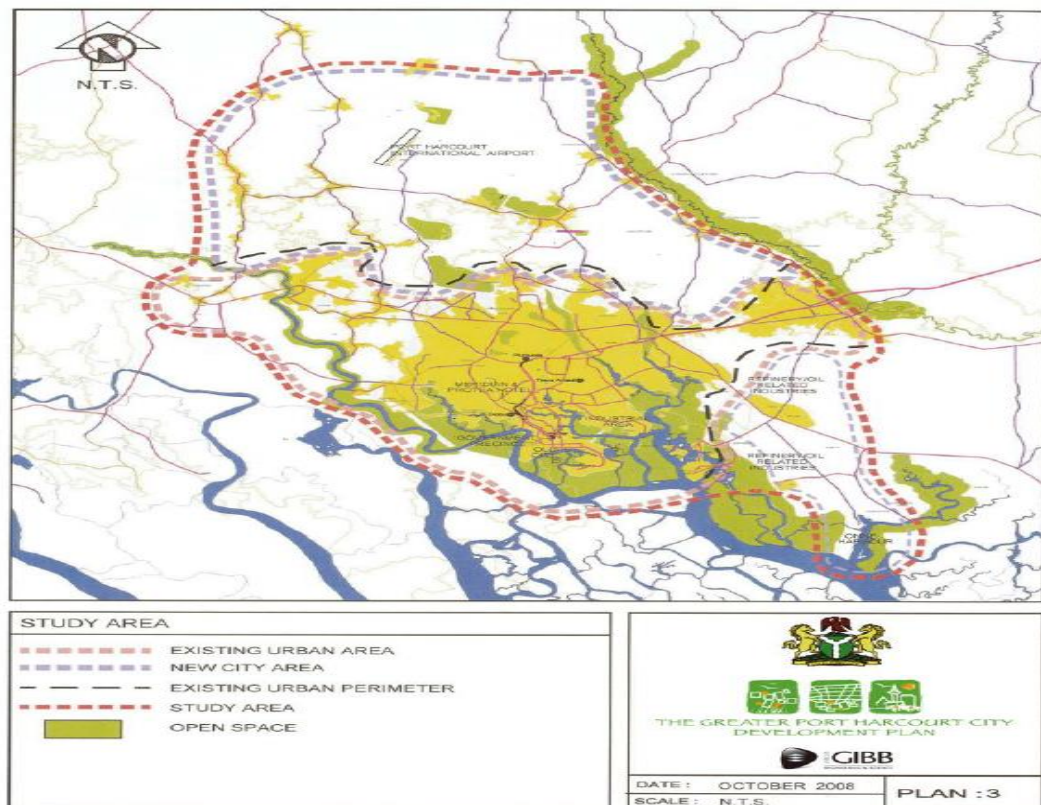 N.T.S.
PORT HARCOURT
INTERNATIONAL AIRPORT
REFINERY/OIL
RELATED
INDUSTRIES
AREA
REFINERY/OIL
RELATED
INDUSTRIES
HARBOUR
STUDY AREA
EXISTING URBAN AREA
NEW CITY AREA
EXISTING URBAN PERIMETER
STUDY AREA
OPEN SPACE
THE GREATER PORT HARCOURT CITY
DEVELOPMENT PLAN
GIBB
DATE : OCTOBER 2008
SCALE : N.T.S.
PLAN :3